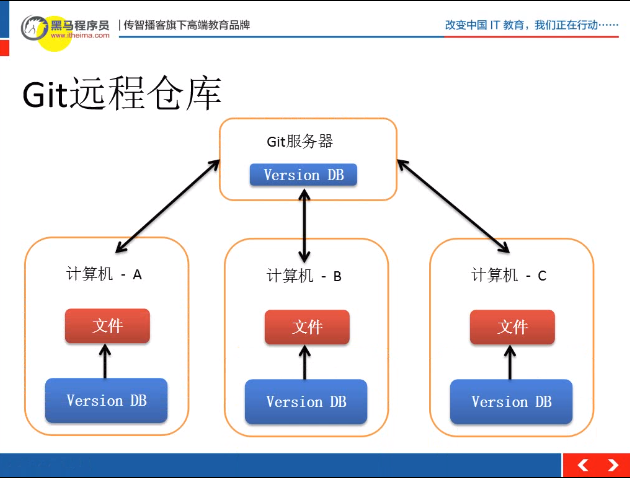 黑马程序员
www.itheima.com
传智播客旗下高端教育品牌
改变中国 IT 教育，我们正在行动……
Git远程仓库
Git服务器
Version DB
计算机 - A
计算机 - B
计算机 - C
文件
文件
文件
Version DB
Version DB
Version DB